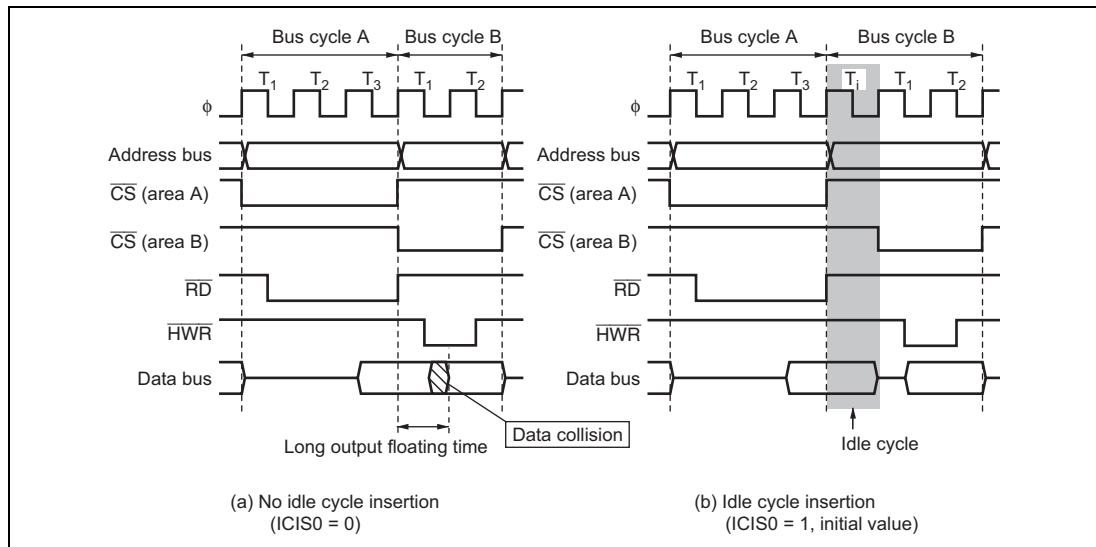 Bus cycle A Bus cycle B
T1 T2 T3 T1 T2
φ
Address bus
CS (area A)
CS (area B)
RD
HWR
Data bus
Long output floating time
Data collision
(a) No idle cycle insertion
(ICIS0 = 0)
Bus cycle A Bus cycle B
T1 T2 T3 Ti T1 T2
φ
Address bus
CS (area A)
CS (area B)
RD
HWR
Data bus
Idle cycle
(b) Idle cycle insertion
(ICIS0 = 1, initial value)